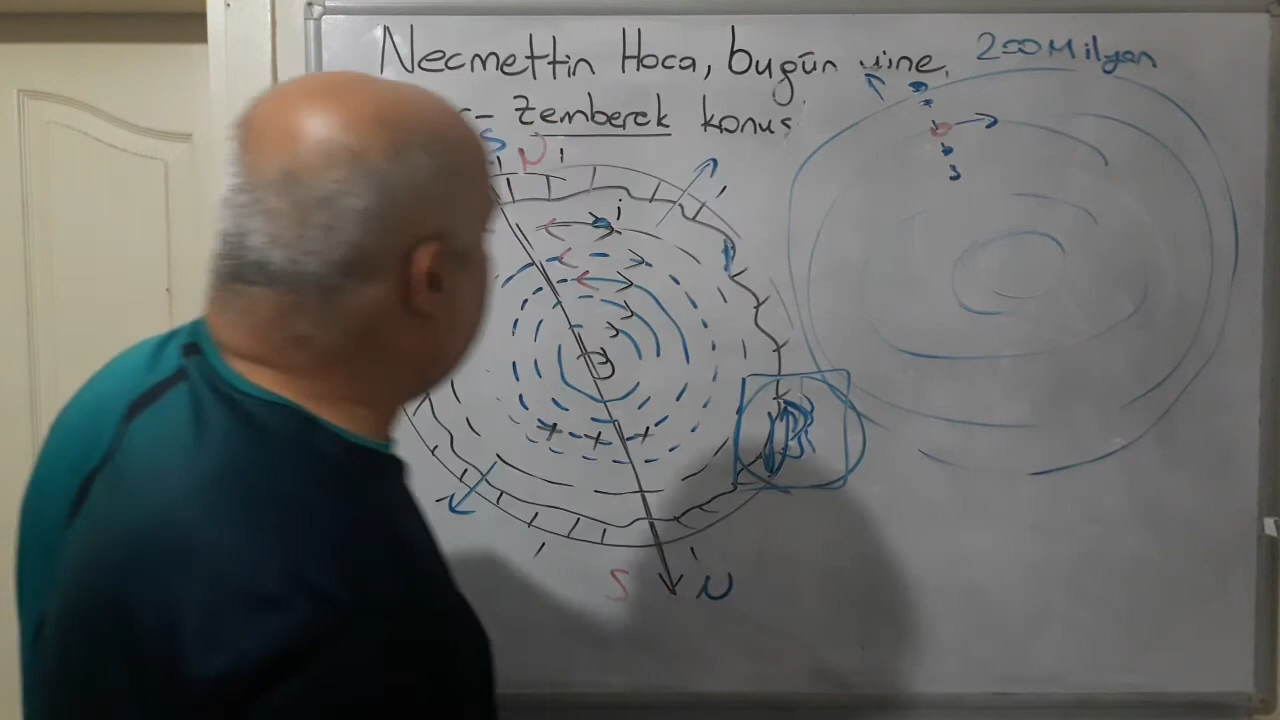 Necmettin Hoca, bugün yine,
200 Milyon
- Zemberek konus
S N
i
S N